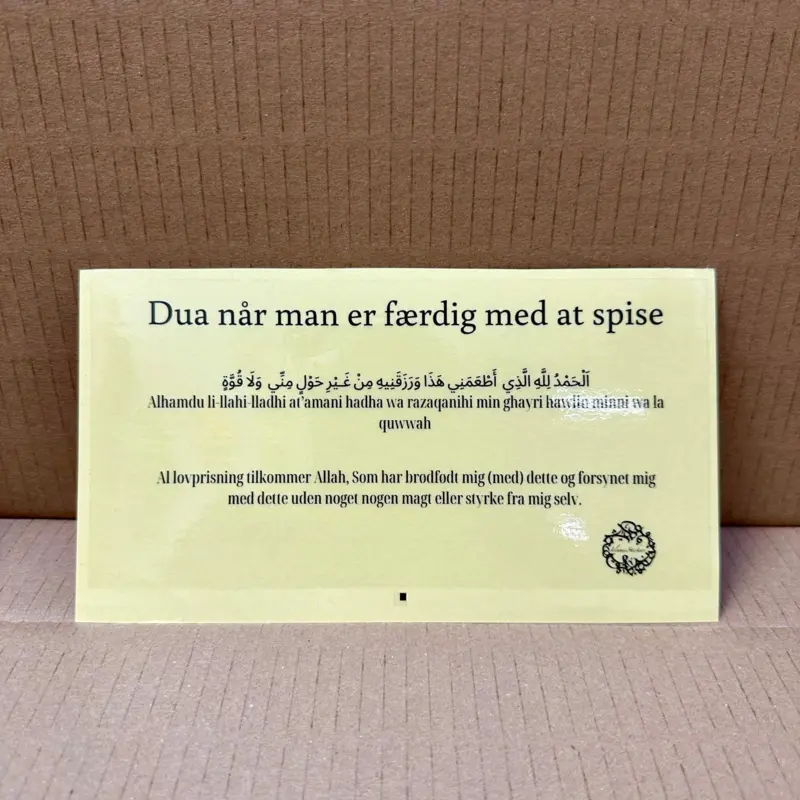 Dua når man er færdig med at spise
اَلْحَمْدُ لِلَّهِ الَّذِي أَطْعَمَنِي هَذَا وَرَزَقَنِيهِ مِنْ غَيْرِ حَوْلٍ مِنِّي وَلَا قُوَّةٍ
Alhamdu li-llahi-lladhi at'amani hadha wa razaqanihi min ghayri hawlin minni wa la
quwwah
Al lovprisning tilkommer Allah, Som har brødfødt mig (med) dette og forsynet mig
med dette uden noget nogen magt eller styrke fra mig selv.